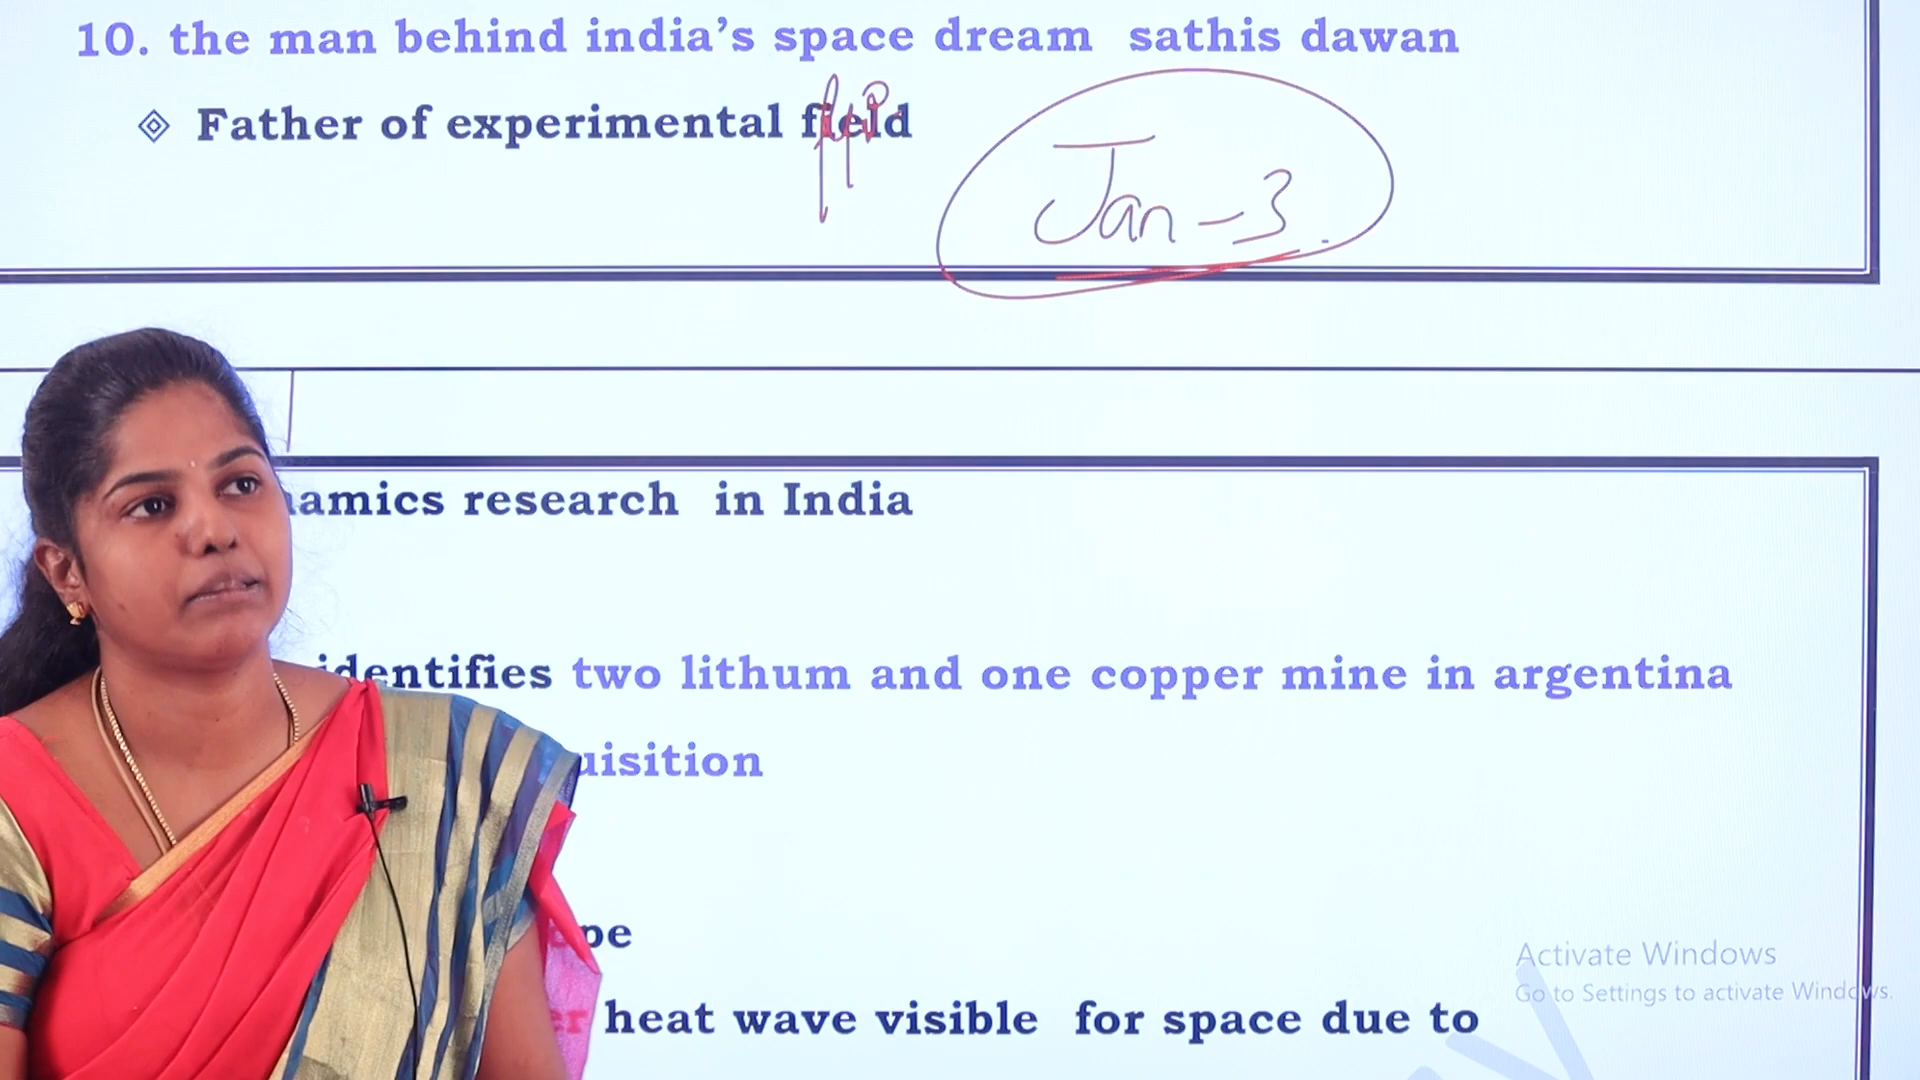 10. the man behind india’s space dream sathis dawan
Father of experimental field
Jan - 3
amics research in India
identifies two lithum and one copper mine in argentina
uisition
pe
heat wave visible for space due to
Activate Windows
Go to Settings to activate Windows.